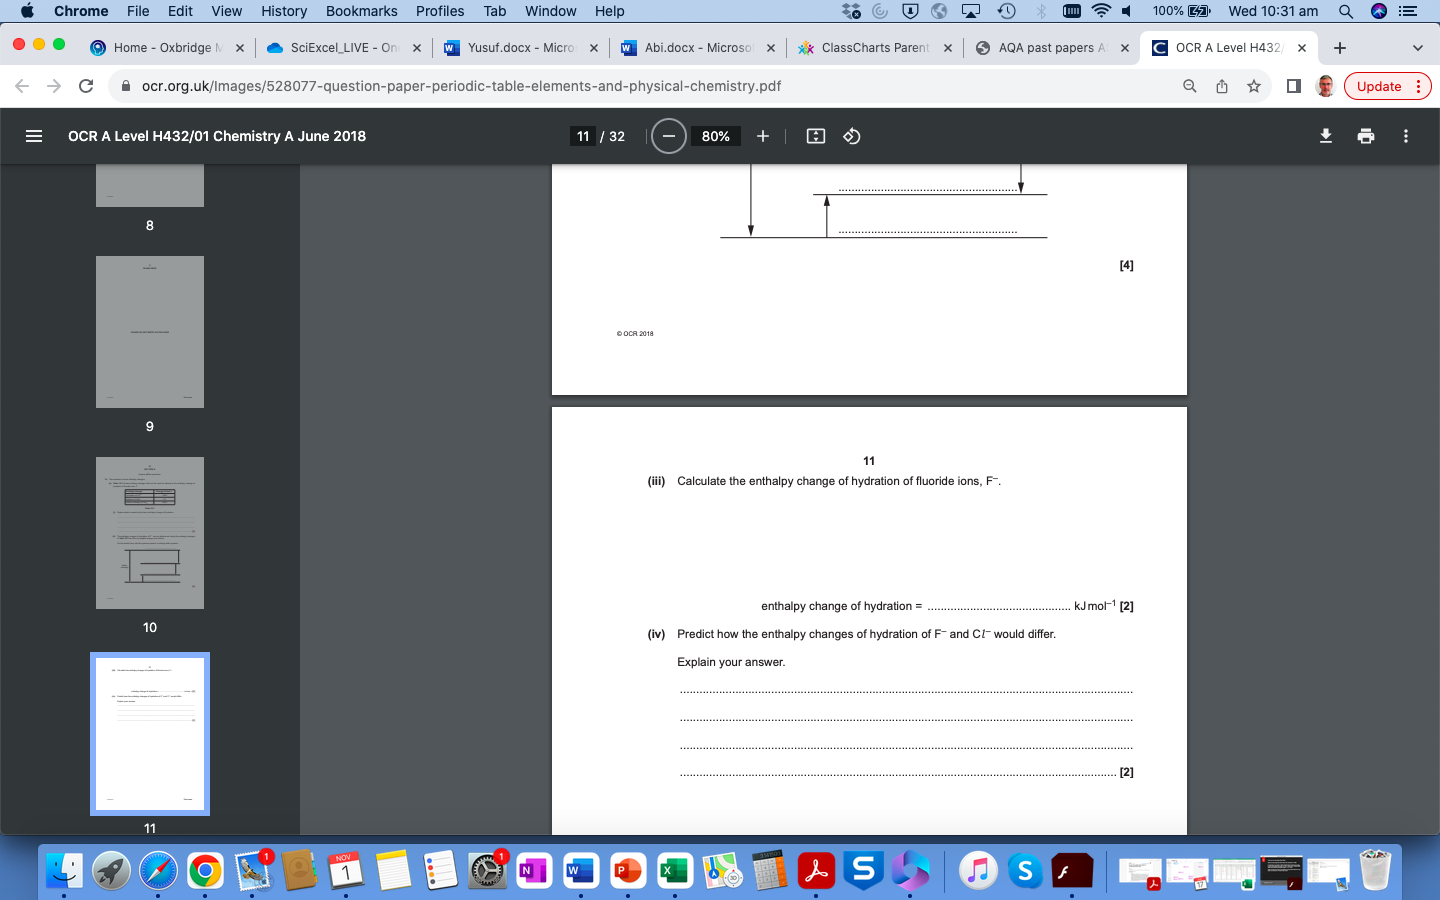 Chrome File Edit View History Bookmarks Profiles Tab Window Help 100% Wed 10:31 am
Home - Oxbridge M
SciExcel_LIVE - On
Yusuf.docx - Micro
Abi.docx - Microso
ClassCharts Parent
AQA past papers A
OCR A Level H432/
ocr.org.uk/Images/528077-question-paper-periodic-table-elements-and-physical-chemistry.pdf
Update
OCR A Level H432/01 Chemistry A June 2018
11 / 32
80%
8
9
10
11
[4]
© OCR 2018
11
(iii) Calculate the enthalpy change of hydration of fluoride ions, F⁻.
enthalpy change of hydration = ............................................ kJ mol⁻¹ [2]
(iv) Predict how the enthalpy changes of hydration of F⁻ and Cl⁻ would differ.
Explain your answer.
[2]
1
NOV
1
1
17